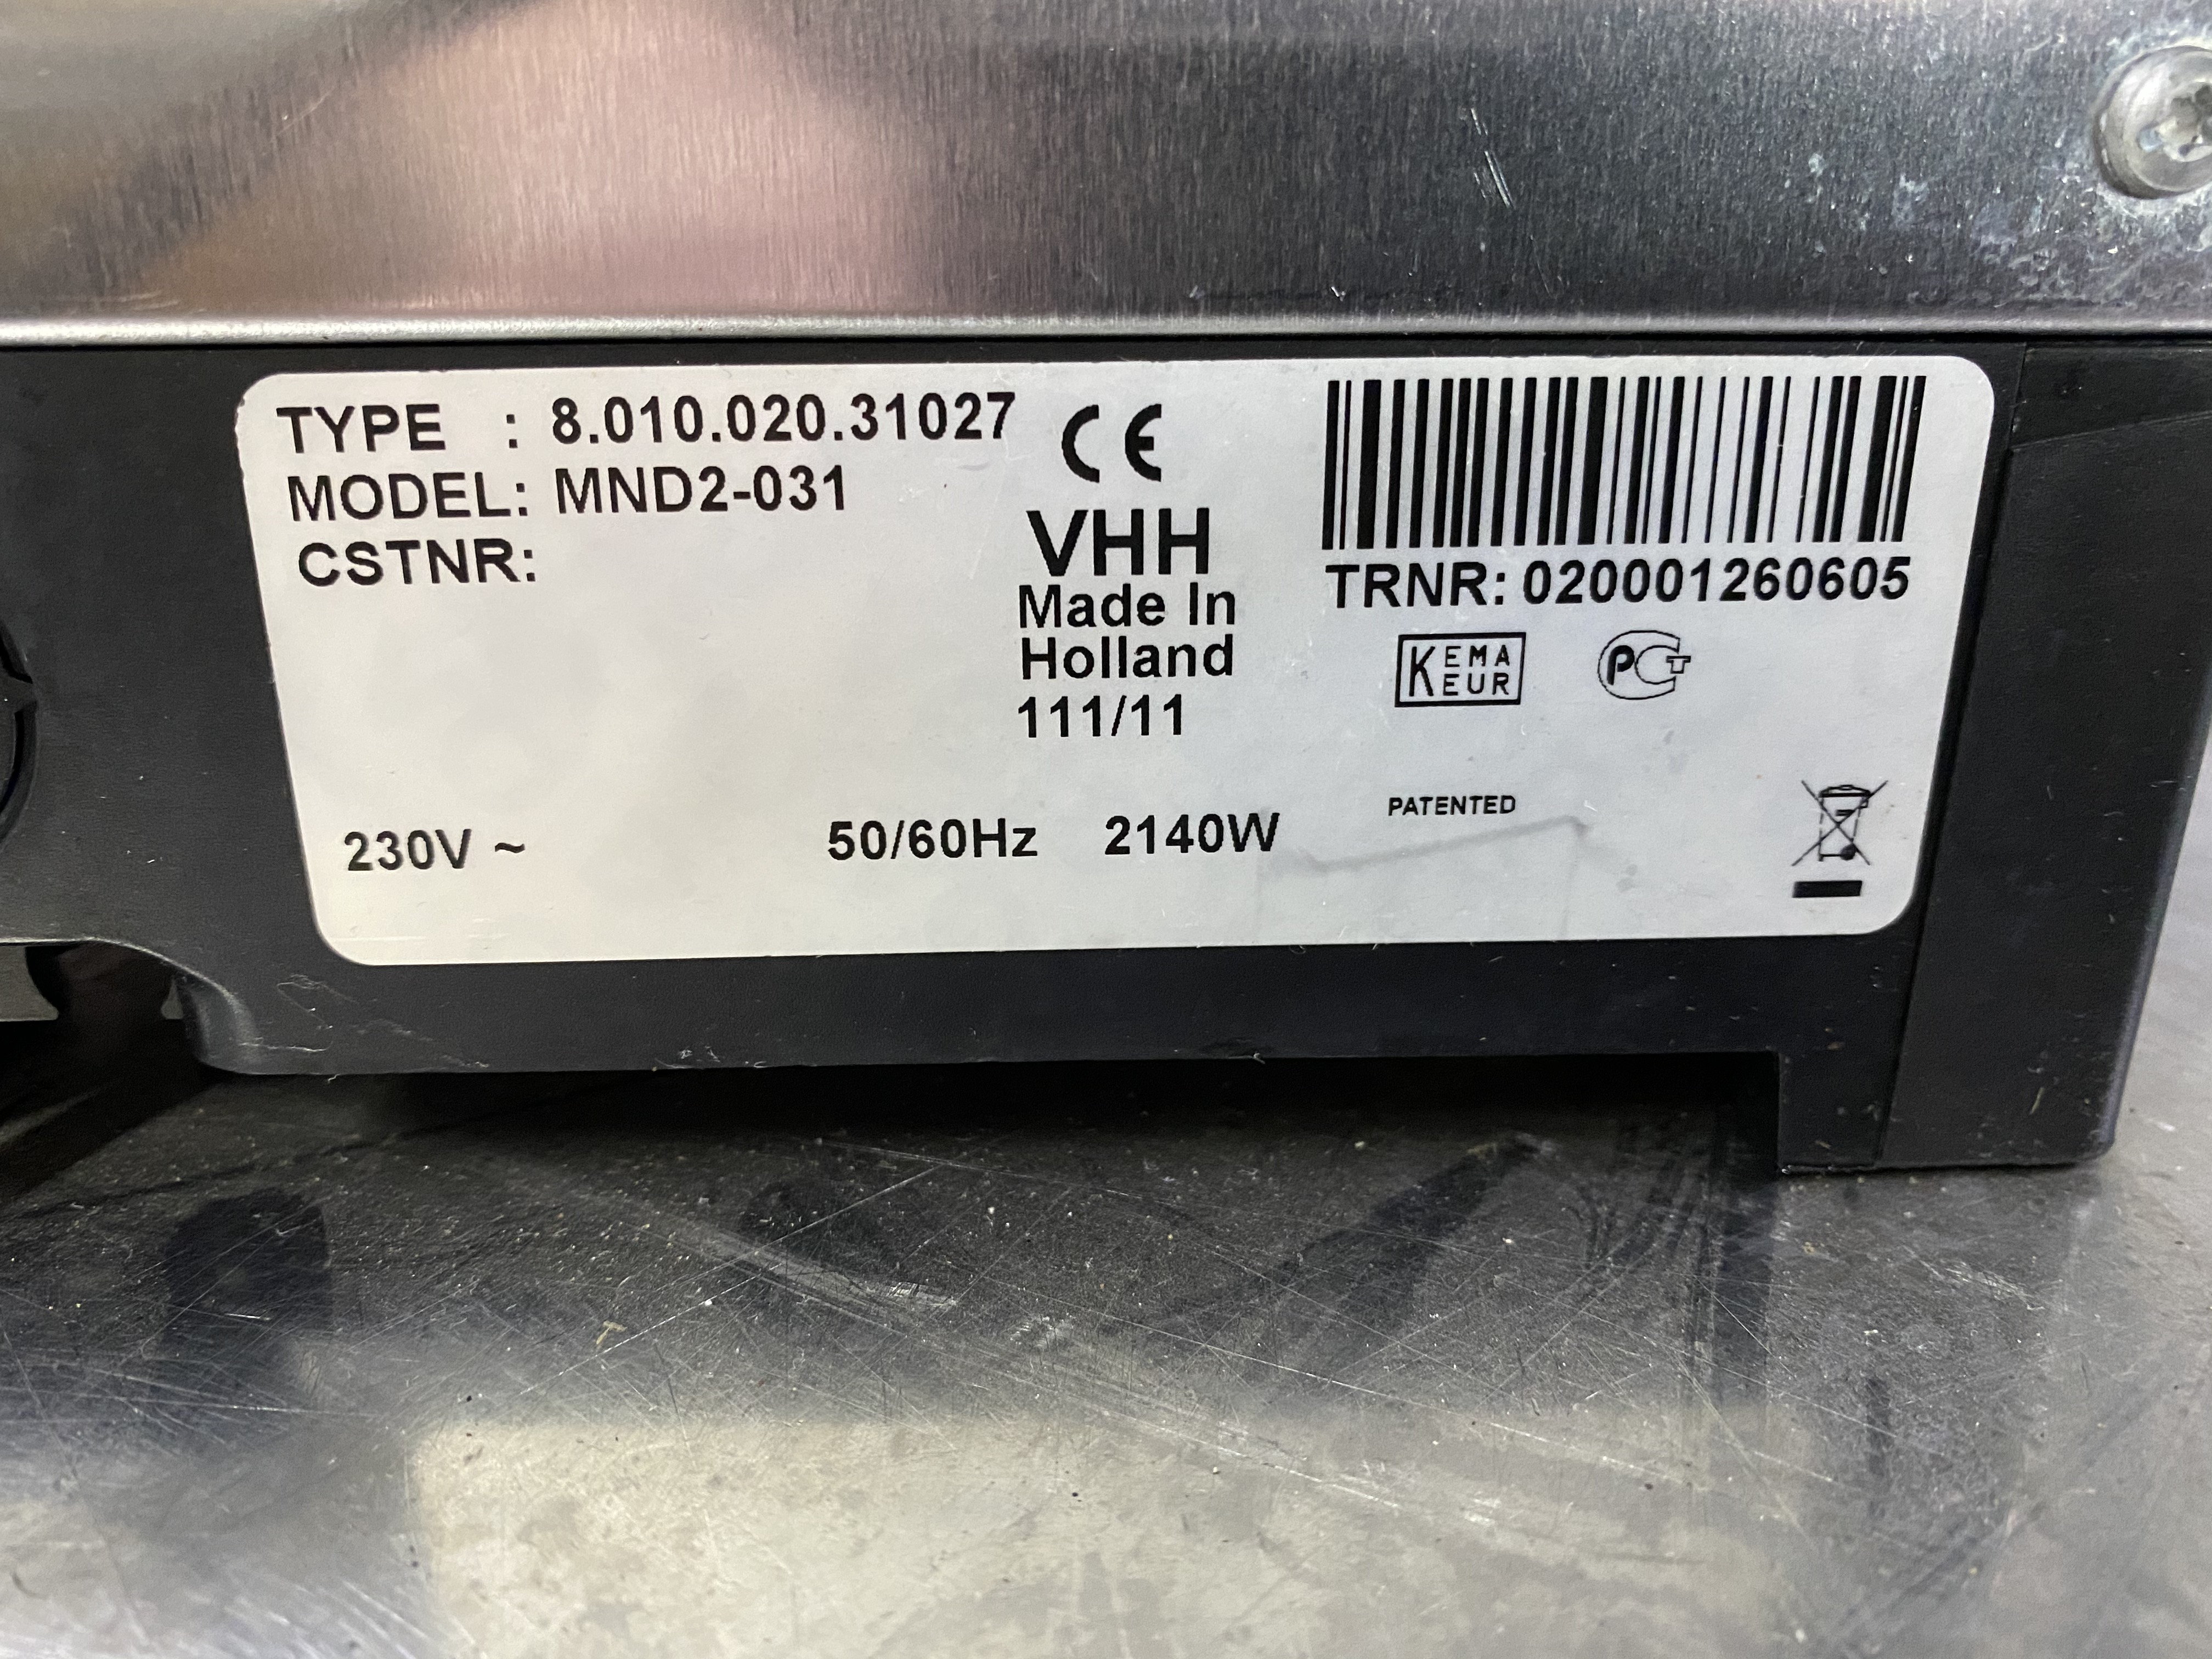 TYPE : 8.010.020.31027
MODEL: MND2-031
CSTNR:
CE
VHH
Made In
Holland
111/11
TRNR: 020001260605
KEMA
EUR
PCT
PATENTED
230V ~ 50/60Hz 2140W